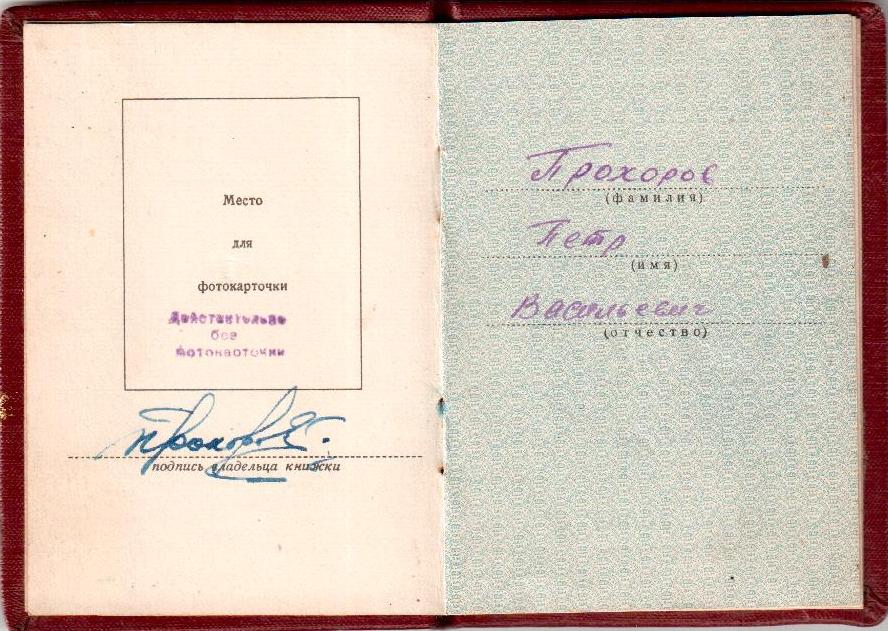 Место
для
фотокарточки
Действительно
без
фотокарточки
подпись владельца книжки
Прохоров
(фамилия)
Петр
(имя)
Васильевич
(отчество)